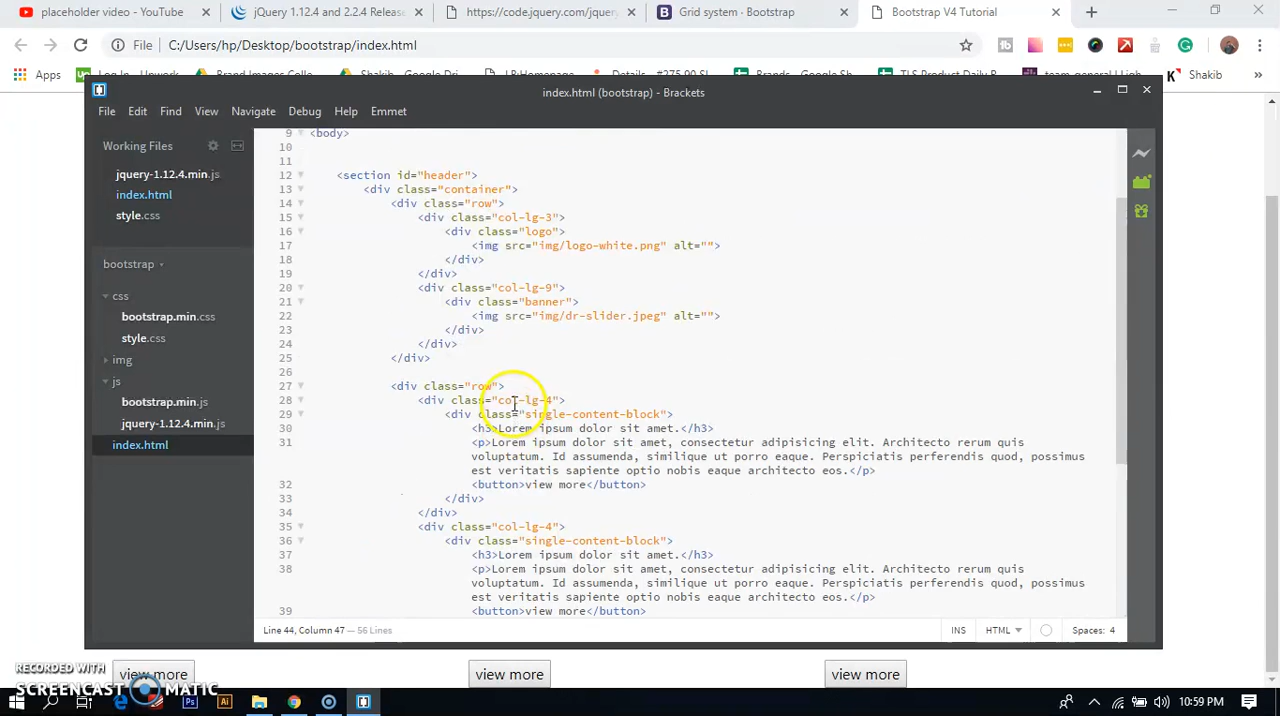 placeholder video - YouTube
jQuery 1.12.4 and 2.2.4 Release
https://code.jquery.com/jquery
Grid system · Bootstrap
Bootstrap V4 Tutorial
File
C:/Users/hp/Desktop/bootstrap/index.html
Apps
Log In - Upwork
Shakib
index.html (bootstrap) - Brackets
File Edit Find View Navigate Debug Help Emmet
Working Files
jquery-1.12.4.min.js
index.html
style.css
bootstrap
css
bootstrap.min.css
style.css
img
js
bootstrap.min.js
jquery-1.12.4.min.js
index.html
9 <body>
10
11
12 <section id="header">
13 <div class="container">
14 <div class="row">
15 <div class="col-lg-3">
16 <div class="logo">
17 <img src="img/logo-white.png" alt="">
18 </div>
19 </div>
20 <div class="col-lg-9">
21 <div class="banner">
22 <img src="img/dr-slider.jpeg" alt="">
23 </div>
24 </div>
25 </div>
26
27 <div class="row">
28 <div class="col-lg-4">
29 <div class="single-content-block">
30 <h3>Lorem ipsum dolor sit amet.</h3>
31 <p>Lorem ipsum dolor sit amet, consectetur adipisicing elit. Architecto rerum quis
voluptatum. Id assumenda, similique ut porro eaque. Perspiciatis perferendis quod, possimus
est veritatis sapiente optio nobis eaque architecto eos.</p>
32 <button>view more</button>
33 </div>
34 </div>
35 <div class="col-lg-4">
36 <div class="single-content-block">
37 <h3>Lorem ipsum dolor sit amet.</h3>
38 <p>Lorem ipsum dolor sit amet, consectetur adipisicing elit. Architecto rerum quis
voluptatum. Id assumenda, similique ut porro eaque. Perspiciatis perferendis quod, possimus
est veritatis sapiente optio nobis eaque architecto eos.</p>
39 <button>view more</button>
Line 44, Column 47 — 56 Lines
INS HTML Spaces: 4
view more view more view more
RECORDED WITH
SCREENCAST MATIC
10:59 PM